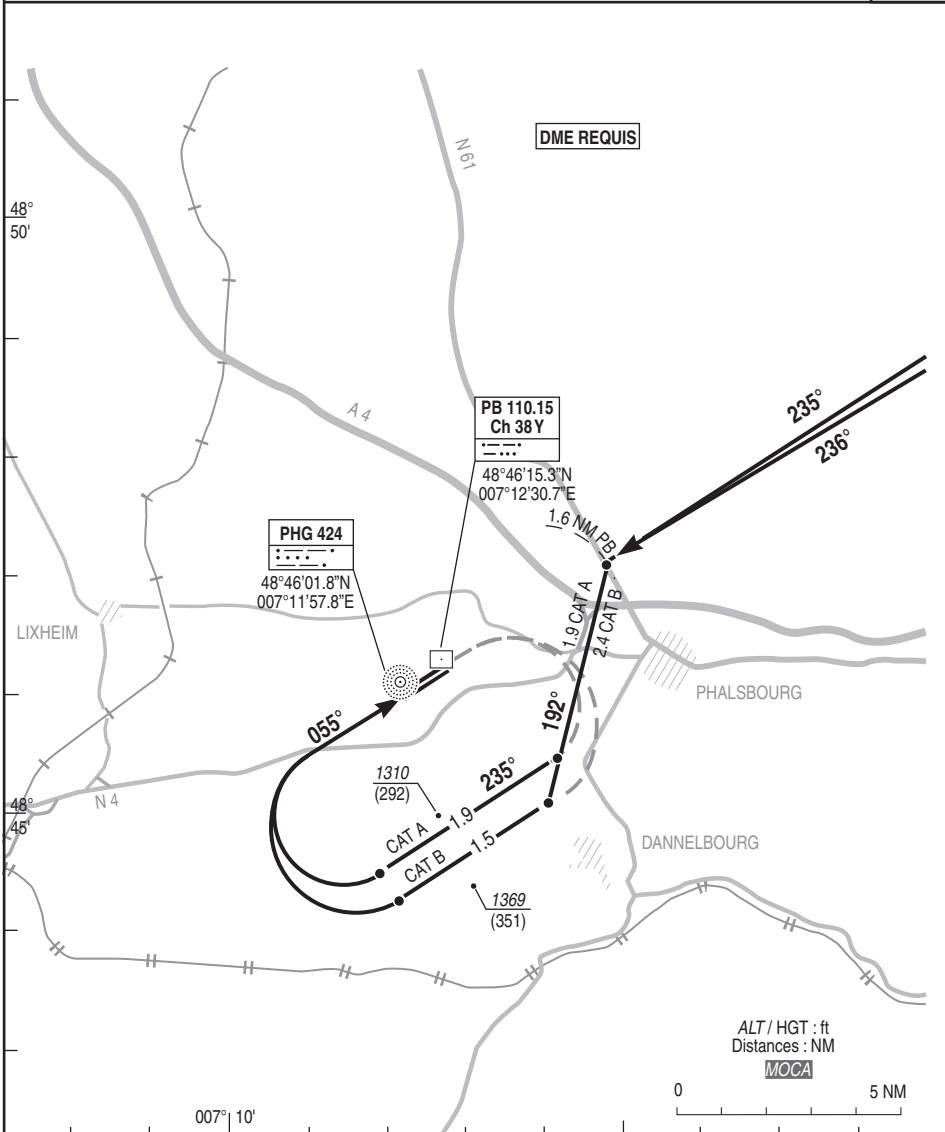 DME REQUIS
N 61
48°
50'
A 4
235°
236°
PB 110.15
Ch 38Y
48°46'15.3"N
007°12'30.7"E
1.6 NM PB
PHG 424
48°46'01.8"N
007°11'57.8"E
1.9 CAT A
2.4 CAT B
LIXHEIM
PHALSBOURG
192°
055°
235°
1310
(292)
N 4
48°
45'
CAT A 1.9
CAT B 1.5
DANNELBOURG
1369
(351)
ALT / HGT : ft
Distances : NM
MOCA
0 5 NM
007° 10'